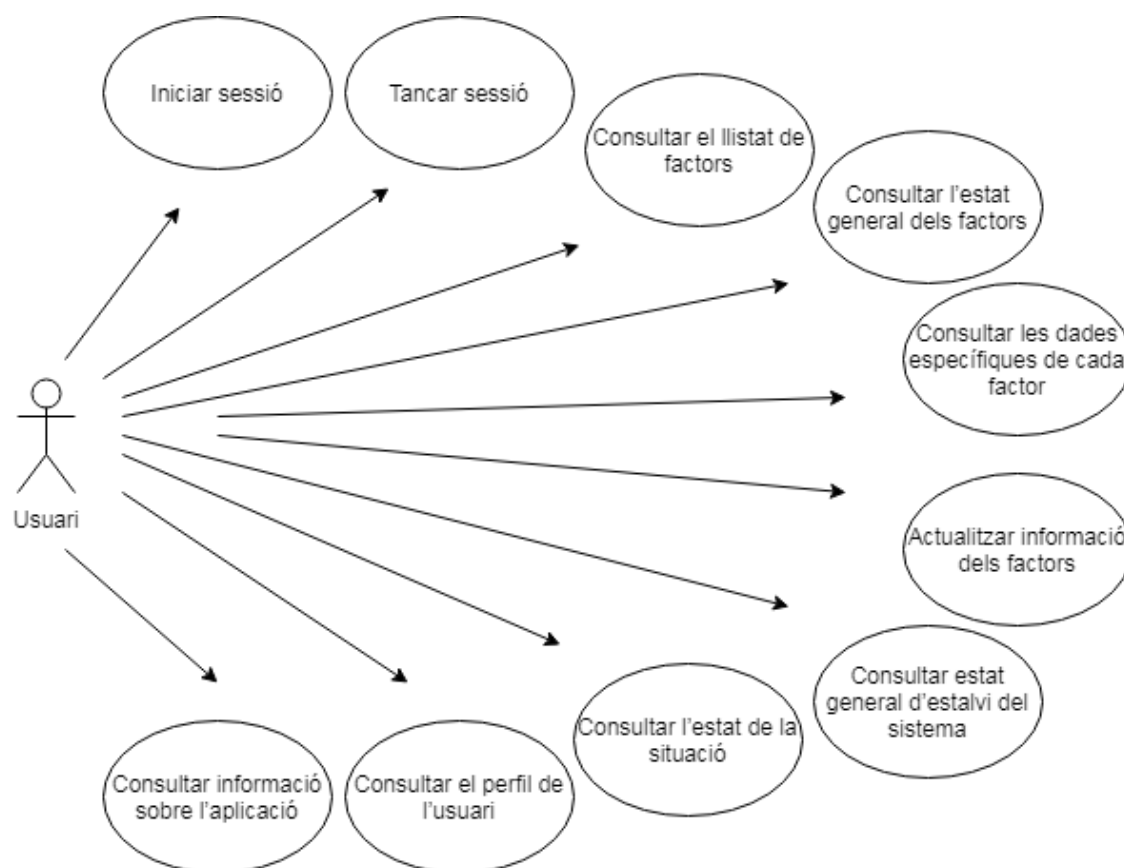 Iniciar sessió
Tancar sessió
Consultar el llistat de
factors
Consultar l'estat
general dels factors
Consultar les dades
específiques de cada
factor
Usuari
Actualitzar informació
dels factors
Consultar estat
general d'estalvi del
sistema
Consultar l'estat de la
situació
Consultar el perfil de
l'usuari
Consultar informació
sobre l'aplicació